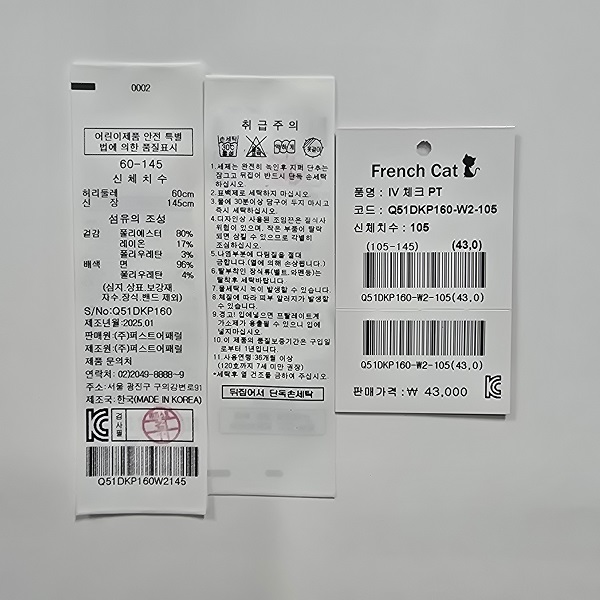 0002
어린이제품 안전 특별
법에 의한 품질표시
60-145
신 체 치 수
허리둘레 60cm
신 장 145cm
섬유의 조성
겉감 폴리에스터 80%
레이온 17%
폴리우레탄 3%
배색 면 96%
폴리우레탄 4%
(심지,상표,보강재,
자수,장식,밴드 제외)
S/No:Q51DKP160
제조년월:2025.01
판매원:(주)퍼스트어패럴
제조원:(주)퍼스트어패럴
제품 문의처
연락처: 02)2049-8888~9
주소:서울 광진구 구의강변로91
제조국:한국(MADE IN KOREA)
KC
검사필
Q51DKP160W2145
취급주의
손세탁
30℃
중성
1.세제는 완전히 녹인후 지퍼 단추는
잠그고 뒤집어 반드시 단독 손세탁
하십시오.
2.표백제로 세탁하지 마십시오
3.물에 30분이상 담구어 두지 마시고
즉시 세탁하십시오.
4.디자인상 사용된 조임끈은 질식사
위험이 있으며, 작은 부품이 탈락
되면 삼킬 수 있으므로 각별히
조심하십시오.
5.나염부분에 다림질을 절대
금합니다.(열에 의해 손상됩니다.)
6.탈부착인 장식류(벨트,와펜등)는
탈착후 세탁바랍니다.
7.물세탁시 녹이 발생할 수 있습니다.
8.체질에 따라 피부 알러지가 발생할
수 있습니다.
9.경고! 입에넣으면 프탈레이트계
가소제가 용출될 수 있으니 입에
넣지마십시오.
10.이 제품의 품질보증기간은 구입일
로부터 1년입니다.
11.사용연령:36개월 이상
(120호까지 7세 미만 권장)
*세탁후 열 건조를 금하여 주십시오.
뒤집어서 단독손세탁
French Cat
품명 : IV 체크 PT
코드 : Q51DKP160-W2-105
신체치수 : 105
(105-145) (43,0)
Q51DKP160-W2-105(43,0)
Q51DKP160-W2-105(43,0)
판매가격 : ₩ 43,000
KC